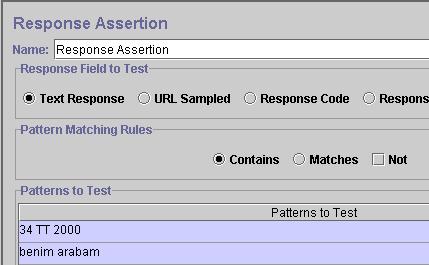 Response Assertion
Name: Response Assertion
Response Field to Test
Text Response URL Sampled Response Code Respons
Pattern Matching Rules
Contains Matches Not
Patterns to Test
Patterns to Test
34 TT 2000
benim arabam